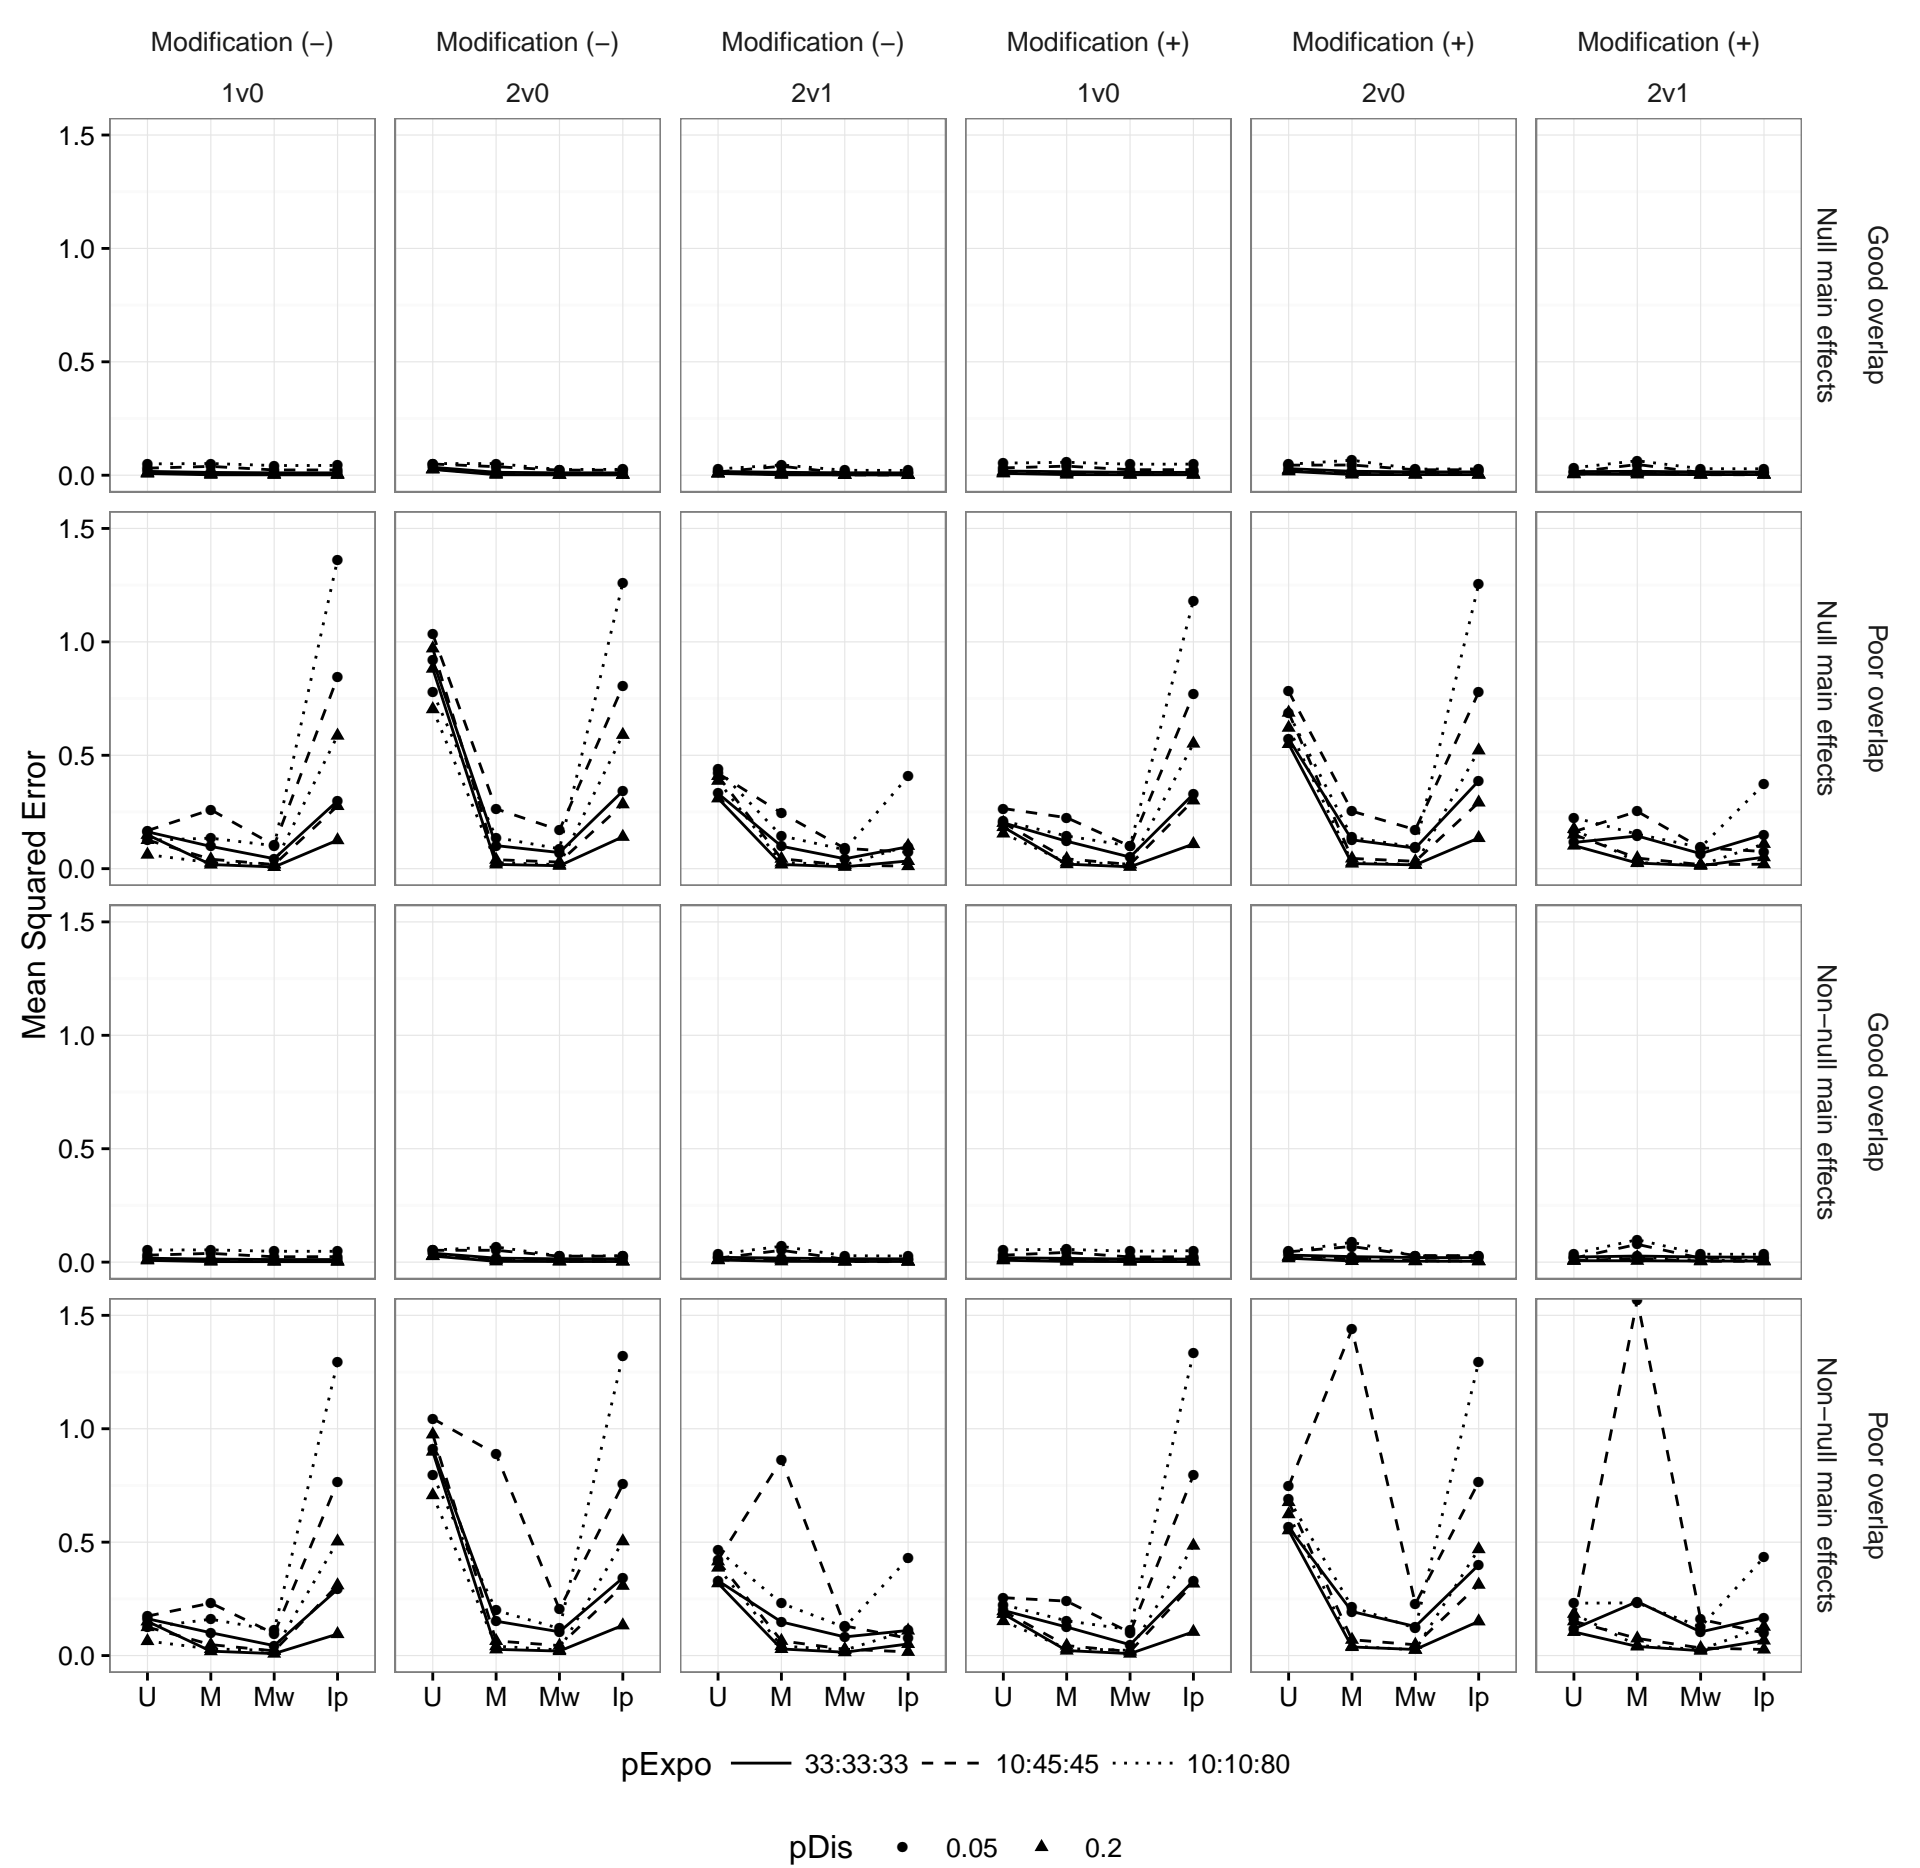 Modification (−) Modification (−) Modification (−) Modification (+) Modification (+) Modification (+)
1v0 2v0 2v1 1v0 2v0 2v1
Mean Squared Error
1.5
1.0
0.5
0.0
Null main effects
Good overlap
1.5
1.0
0.5
0.0
Null main effects
Poor overlap
1.5
1.0
0.5
0.0
Non−null main effects
Good overlap
1.5
1.0
0.5
0.0
Non−null main effects
Poor overlap
U M Mw Ip U M Mw Ip U M Mw Ip U M Mw Ip U M Mw Ip U M Mw Ip
pExpo 33:33:33 10:45:45 10:10:80
pDis 0.05 0.2